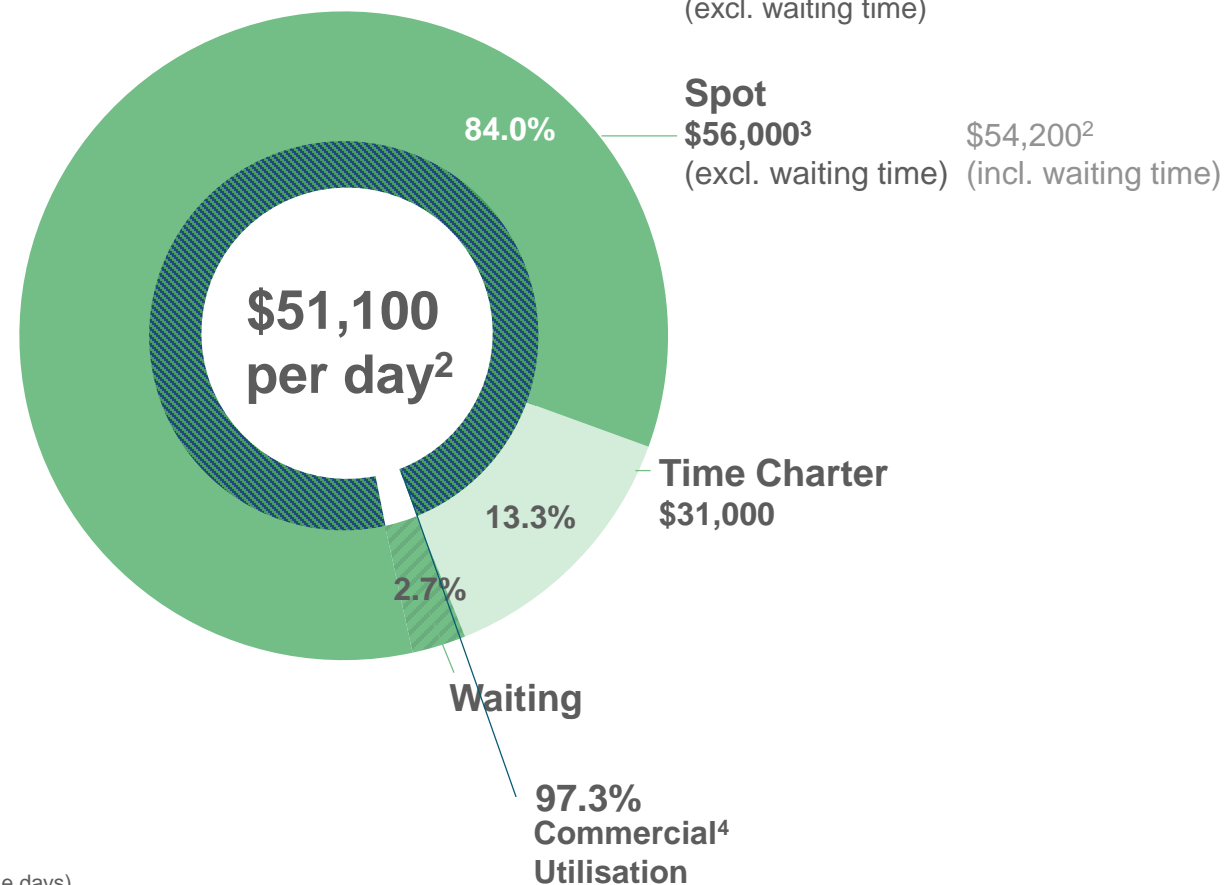 (excl. waiting time)
Spot
$56,000³ $54,200²
(excl. waiting time) (incl. waiting time)
84.0%
$51,100
per day²
Time Charter
$31,000
13.3%
2.7%
Waiting
97.3%
Commercial⁴
Utilisation
days)